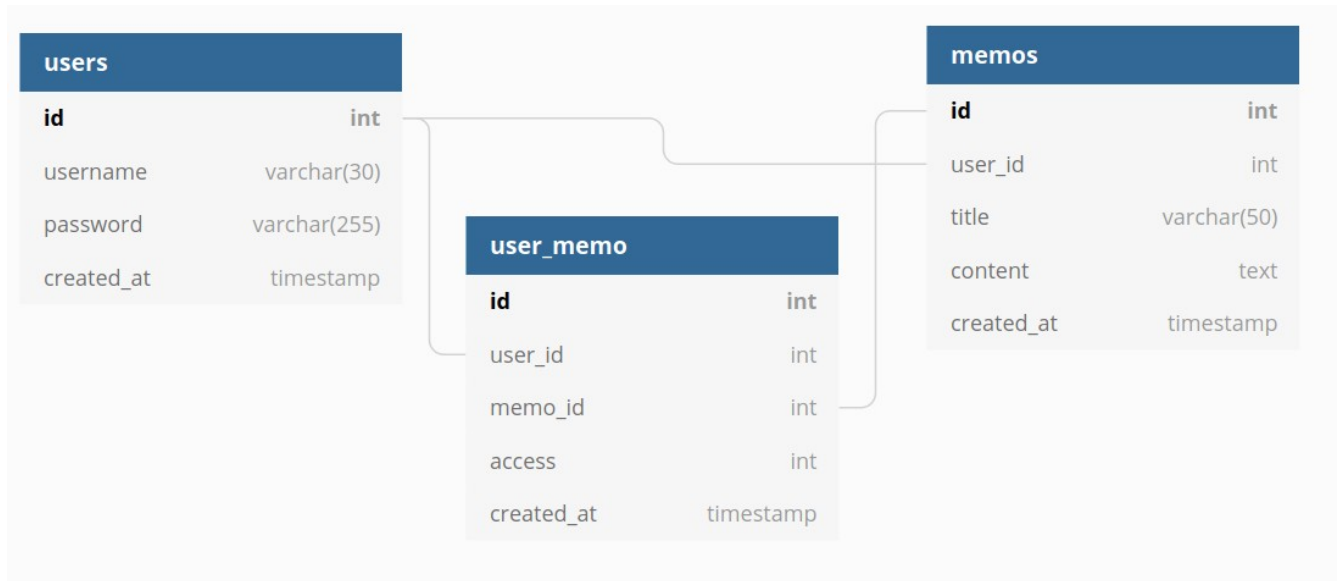 users
id int
username varchar(30)
password varchar(255)
created_at timestamp
user_memo
id int
user_id int
memo_id int
access int
created_at timestamp
memos
id int
user_id int
title varchar(50)
content text
created_at timestamp